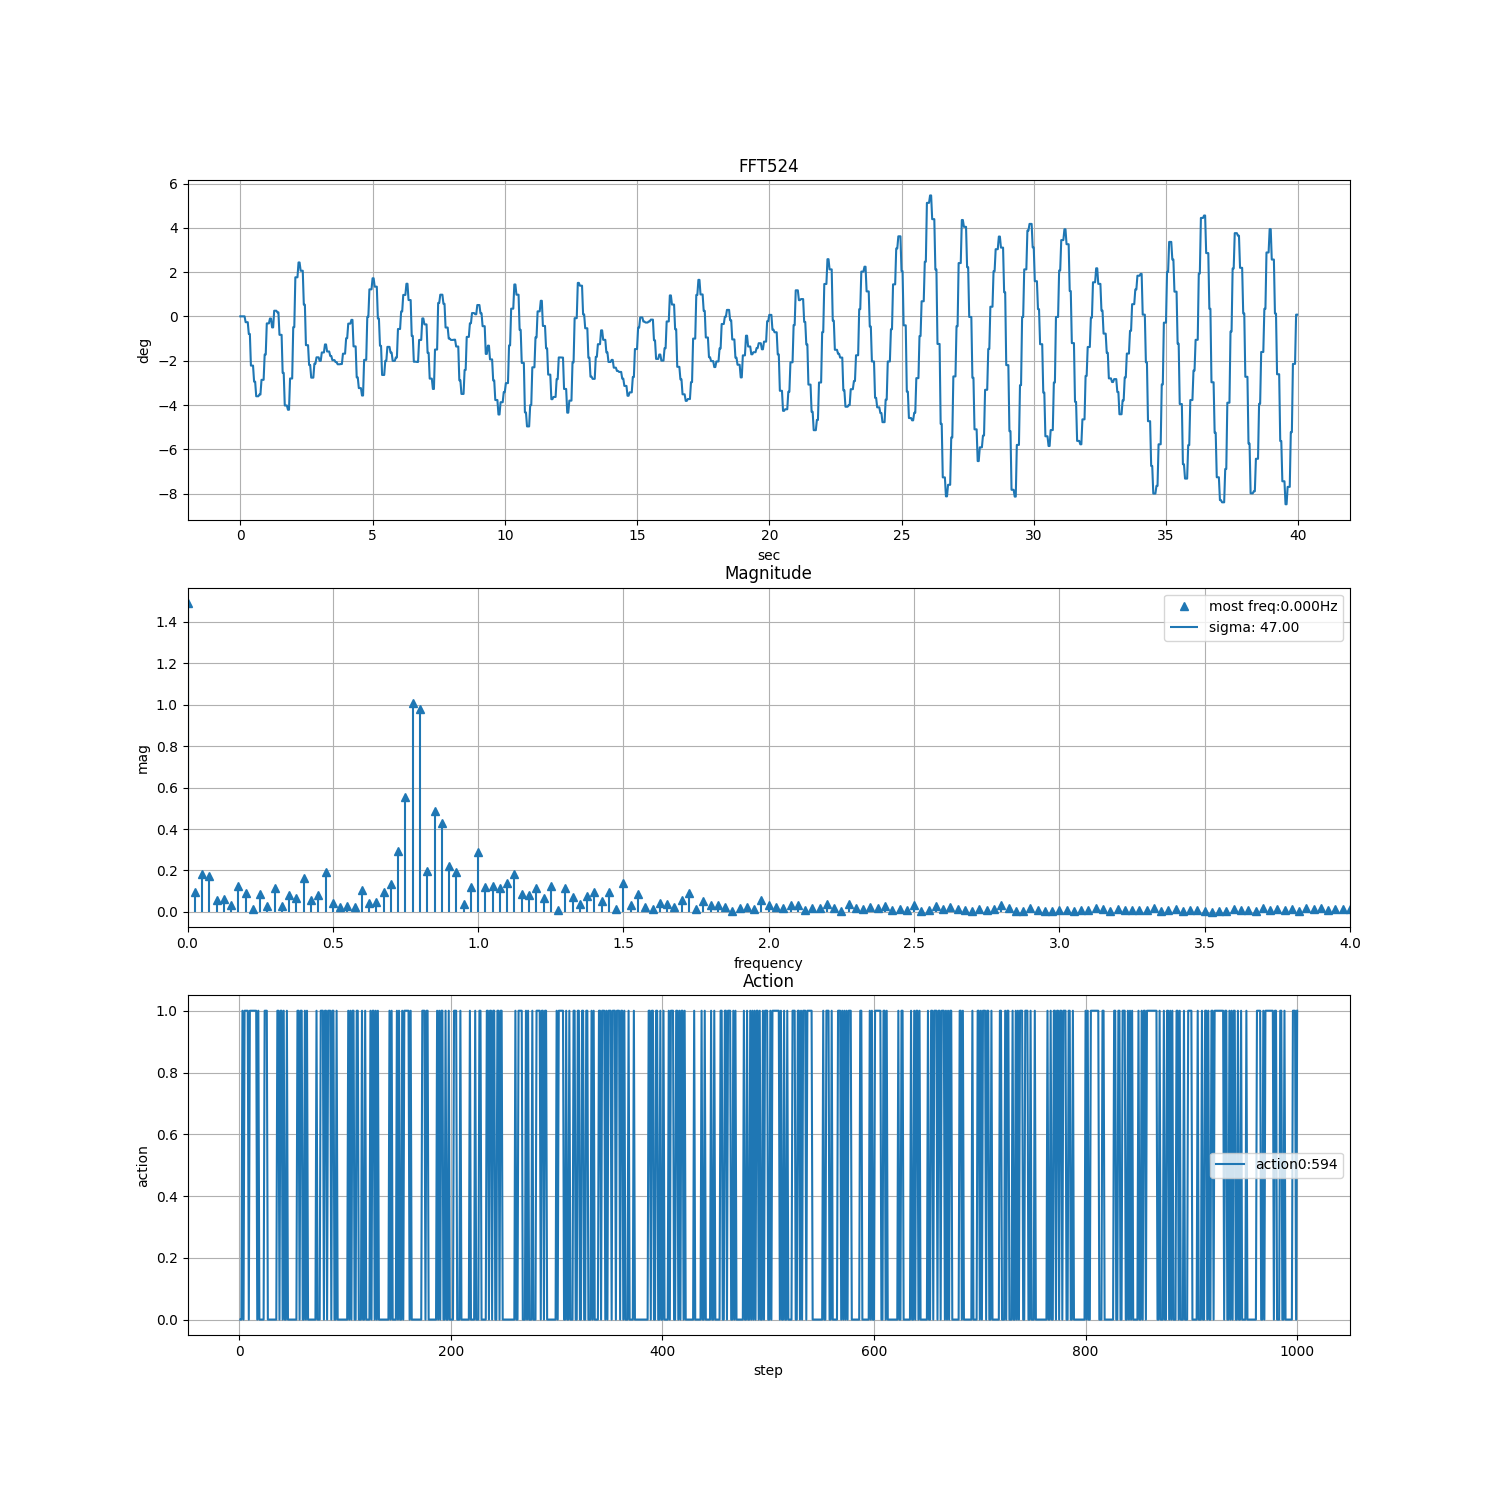 FFT524
6
4
2
0
−2
−4
−6
−8
deg
0 5 10 15 20 25 30 35 40
sec
Magnitude
1.4
1.2
1.0
0.8
0.6
0.4
0.2
0.0
mag
most freq:0.000Hz
sigma: 47.00
0.0 0.5 1.0 1.5 2.0 2.5 3.0 3.5 4.0
frequency
Action
1.0
0.8
0.6
0.4
0.2
0.0
action
action0:594
0 200 400 600 800 1000
step